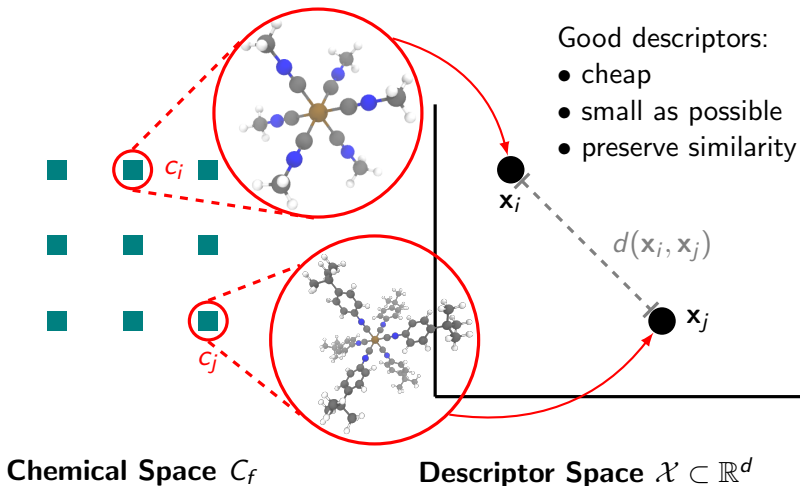 Good descriptors:
● cheap
● small as possible
● preserve similarity
c_i
x_i
d(x_i, x_j)
x_j
c_j
Chemical Space C_f
Descriptor Space 𝒳 ⊂ ℝ^d